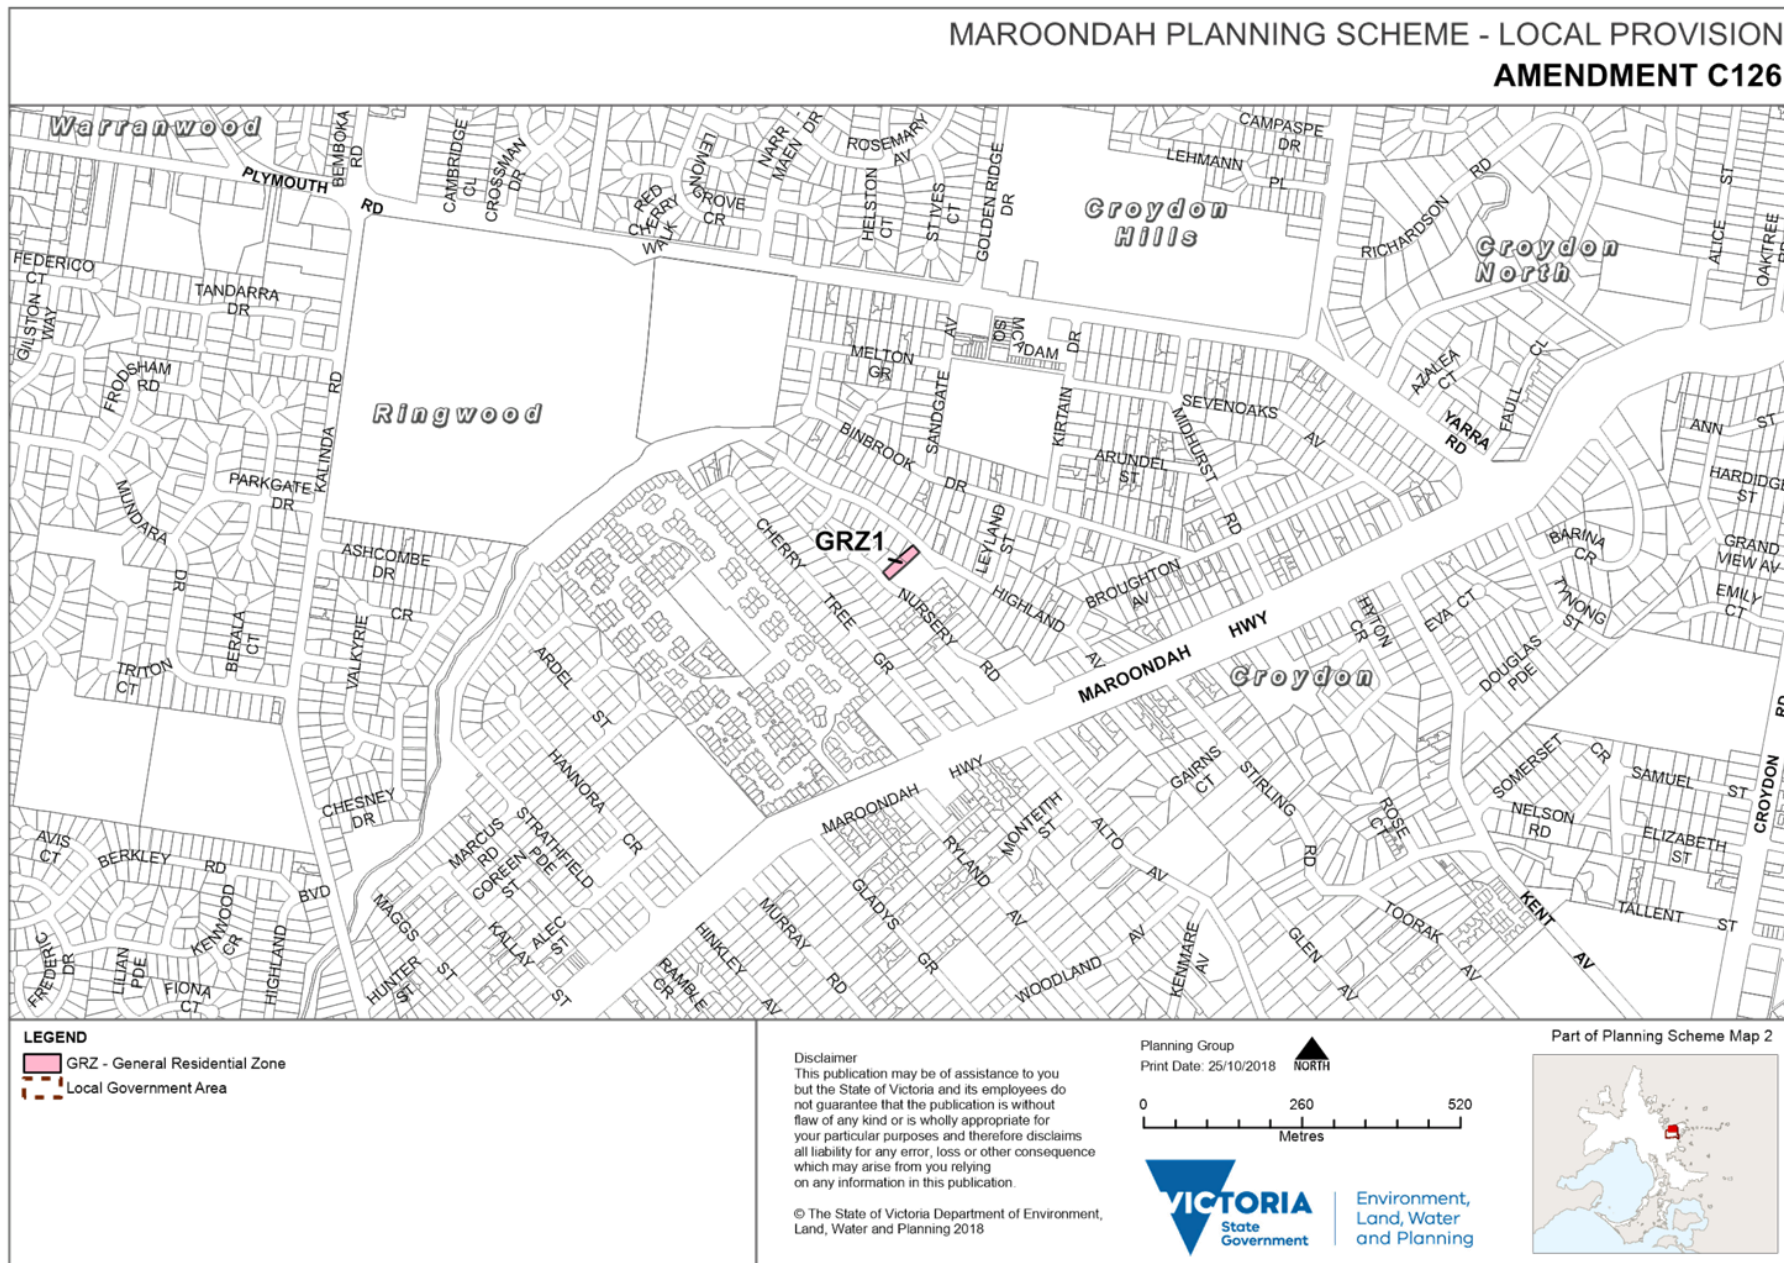 MAROONDAH PLANNING SCHEME - LOCAL PROVISION
AMENDMENT C126
Warranwood
PLYMOUTH
RD
BEMBOKA
RD
CAMBRIDGE
CL
CROSSMAN
DR
RED
CHERRY
WALK
LEMON
GROVE
CR
NARR -
MAEN DR
ROSEMARY
AV
HELSTON
CT
ST IVES
CT
GOLDEN RIDGE
DR
Croydon
Hills
LEHMANN
PL
CAMPASPE
DR
RICHARDSON RD
Croydon
North
ALICE ST
OAKTREE
FEDERICO
CT
GILSTON
WAY
TANDARRA
DR
FRODSHAM
RD
KALINDA
RD
Ringwood
MELTON
GR
SANDGATE
AV
MCADAM
SQ
DR
KIRTAIN
BINBROOK
DR
SEVENOAKS
AV
MIDHURST
RD
ARUNDEL
ST
AZALEA
CT
FAULL
CL
YARRA
RD
ANN ST
HARDIDGE
ST
GRAND
VIEW AV
EMILY
CT
BARINA
CR
TYNONG
ST
EVA CT
DOUGLAS
PDE
HYTON
CR
PARKGATE
DR
MUNDARA
DR
ASHCOMBE
DR
CR
VALKYRIE
BERALA
CT
TRITON
CT
CHERRY
TREE
GR
GRZ1
NURSERY
RD
LEYLAND
ST
HIGHLAND
AV
BROUGHTON
AV
MAROONDAH HWY
Croydon
ARDEL
ST
HANNORA
CR
STRATHFIELD
PDE
MARCUS
RD
COREEN
ST
ALEC
ST
KALLAY
ST
MAGGS
ST
HUNTER
ST
CHESNEY
DR
AVIS
CT
BERKLEY RD
BVD
HIGHLAND
KENWOOD
CR
FREDERIC
DR
LILIAN
PDE
FIONA
CT
MAROONDAH HWY
GAIRNS
CT
STIRLING
RD
ROSE
CT
SOMERSET
CR
SAMUEL ST
NELSON
RD
ELIZABETH
ST
CROYDON
RD
TALLENT ST
KENT
AV
TOORAK
AV
GLEN
AV
KENMARE
AV
WOODLAND
AV
ALTO
AV
MONTEITH
ST
RYLAND
AV
GLADYS
GR
MURRAY
RD
HINKLEY
AV
RAMBLE
CR
LEGEND
GRZ - General Residential Zone
Local Government Area
Disclaimer
This publication may be of assistance to you
but the State of Victoria and its employees do
not guarantee that the publication is without
flaw of any kind or is wholly appropriate for
your particular purposes and therefore disclaims
all liability for any error, loss or other consequence
which may arise from you relying
on any information in this publication.
© The State of Victoria Department of Environment,
Land, Water and Planning 2018
Planning Group
Print Date: 25/10/2018
NORTH
0 260 520
Metres
VICTORIA
State
Government
Environment,
Land, Water
and Planning
Part of Planning Scheme Map 2